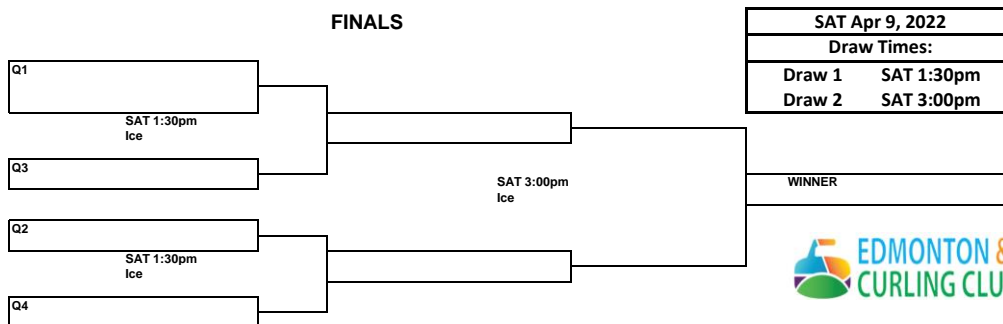 FINALS
SAT Apr 9, 2022
Draw Times:
Draw 1 SAT 1:30pm
Draw 2 SAT 3:00pm
Q1
SAT 1:30pm
Ice
Q3
SAT 3:00pm
Ice
WINNER
Q2
SAT 1:30pm
Ice
Q4
EDMONTON &
CURLING CLU